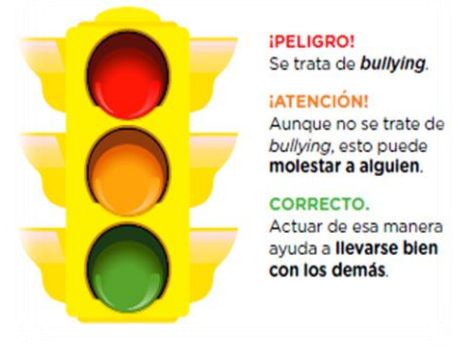 ¡PELIGRO!
Se trata de bullying.
¡ATENCIÓN!
Aunque no se trate de
bullying, esto puede
molestar a alguien.
CORRECTO.
Actuar de esa manera
ayuda a llevarse bien
con los demás.